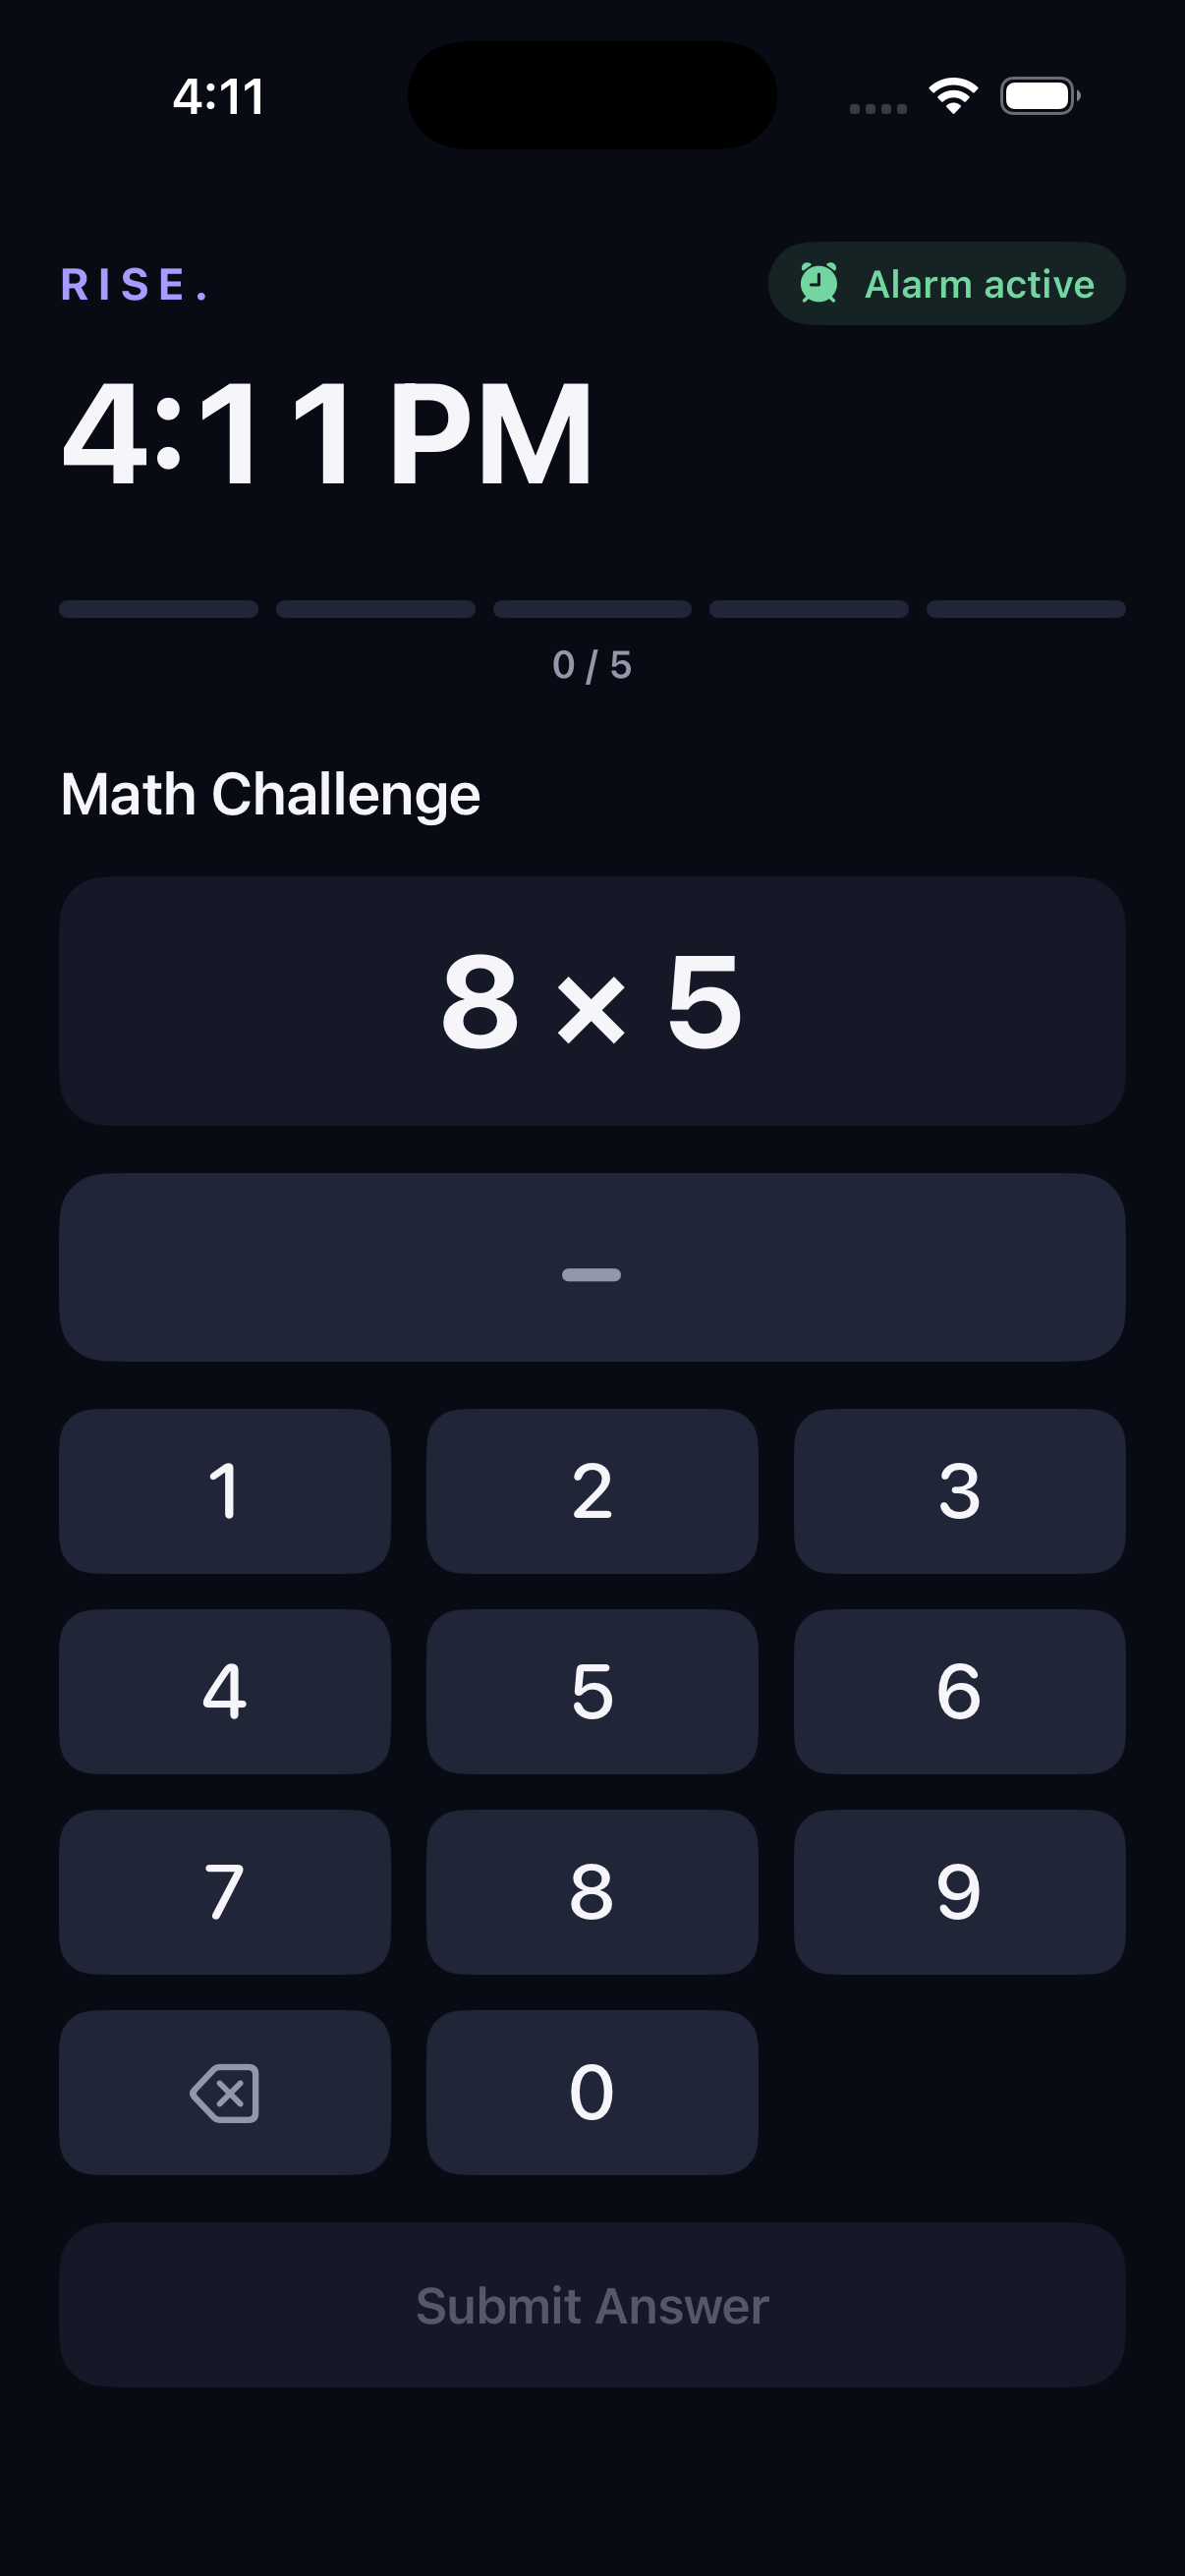 4:11
RISE.
Alarm active
4:11 PM
0 / 5
Math Challenge
8 × 5
–
1 2 3
4 5 6
7 8 9
0
Submit Answer